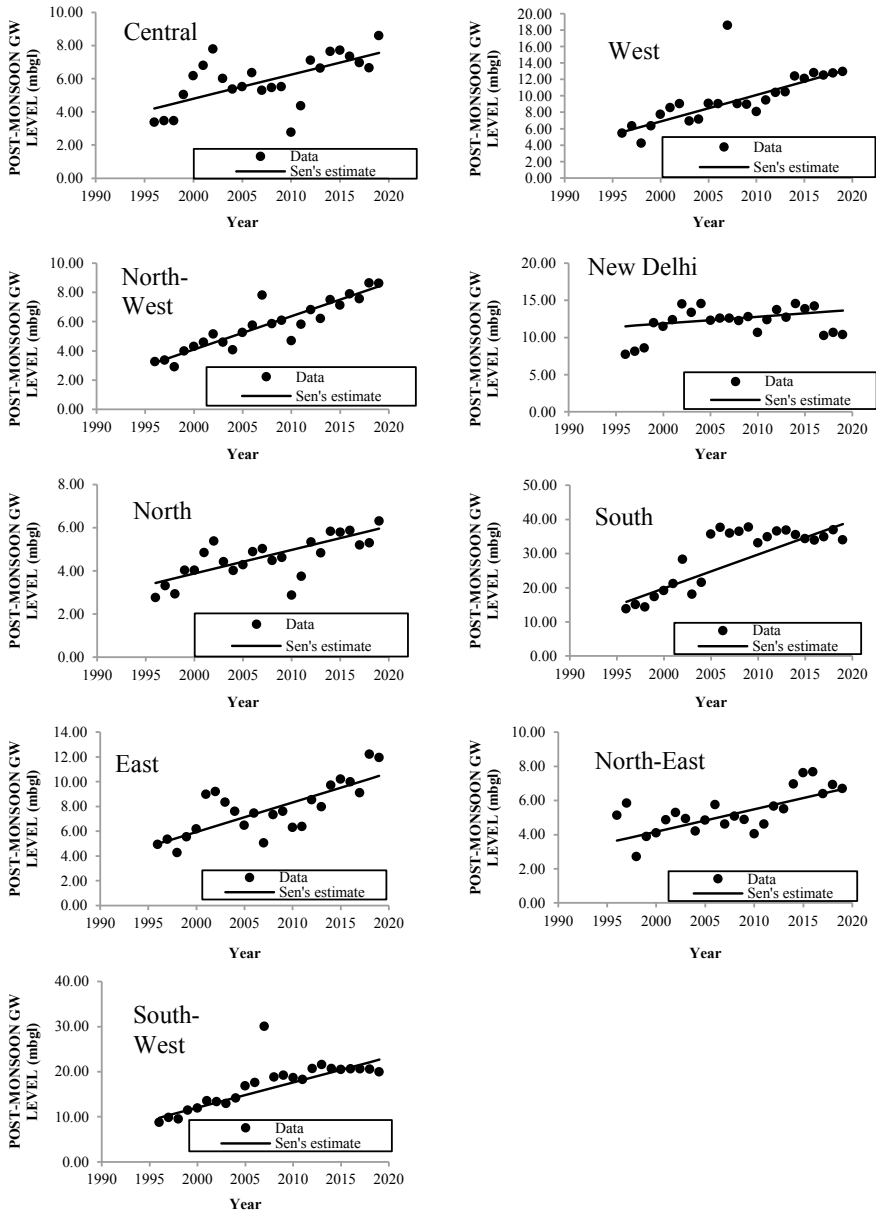 Central
POST-MONSOON GW
LEVEL (mbgl)
10.00
8.00
6.00
4.00
2.00
0.00
Data
Sen's estimate
1990 1995 2000 2005 2010 2015 2020
Year
West
POST-MONSOON GW
LEVEL (mbgl)
20.00
18.00
16.00
14.00
12.00
10.00
8.00
6.00
4.00
2.00
0.00
Data
Sen's estimate
1990 1995 2000 2005 2010 2015 2020
Year
North-
West
POST-MONSOON GW
LEVEL (mbgl)
10.00
8.00
6.00
4.00
2.00
0.00
Data
Sen's estimate
1990 1995 2000 2005 2010 2015 2020
Year
New Delhi
POST-MONSOON GW
LEVEL (mbgl)
20.00
15.00
10.00
5.00
0.00
Data
Sen's estimate
1990 1995 2000 2005 2010 2015 2020
Year
North
POST-MONSOON GW
LEVEL (mbgl)
8.00
6.00
4.00
2.00
0.00
Data
Sen's estimate
1990 1995 2000 2005 2010 2015 2020
Year
South
POST-MONSOON GW
LEVEL (mbgl)
50.00
40.00
30.00
20.00
10.00
0.00
Data
Sen's estimate
1990 1995 2000 2005 2010 2015 2020
Year
East
POST-MONSOON GW
LEVEL (mbgl)
14.00
12.00
10.00
8.00
6.00
4.00
2.00
0.00
Data
Sen's estimate
1990 1995 2000 2005 2010 2015 2020
Year
North-East
POST-MONSOON GW
LEVEL (mbgl)
10.00
8.00
6.00
4.00
2.00
0.00
Data
Sen's estimate
1990 1995 2000 2005 2010 2015 2020
Year
South-
West
POST-MONSOON GW
LEVEL (mbgl)
40.00
30.00
20.00
10.00
0.00
Data
Sen's estimate
1990 1995 2000 2005 2010 2015 2020
Year